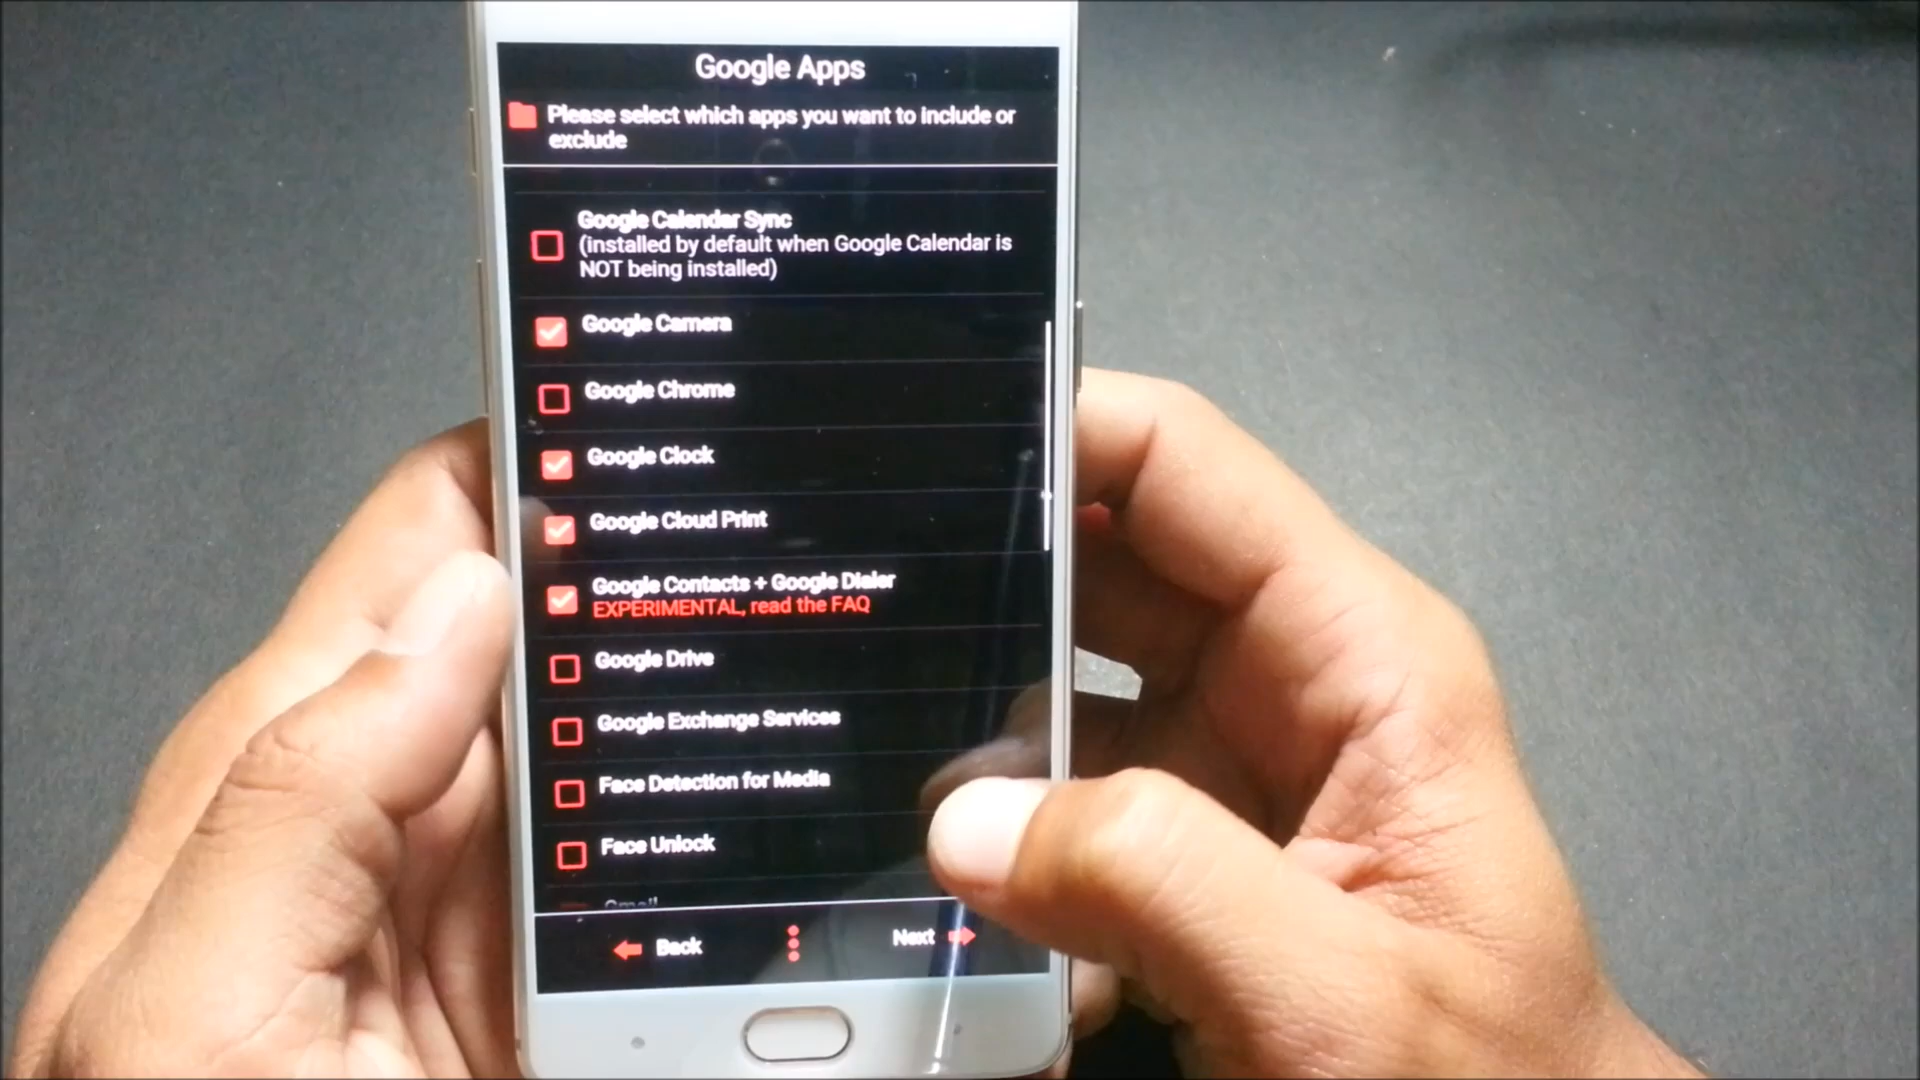 Google Apps
Please select which apps you want to include or
exclude
Google Calendar Sync
(installed by default when Google Calendar is
NOT being installed)
Google Camera
Google Chrome
Google Clock
Google Cloud Print
Google Contacts + Google Dialer
EXPERIMENTAL, read the FAQ
Google Drive
Google Exchange Services
Face Detection for Media
Face Unlock
Gmail
Back
Next